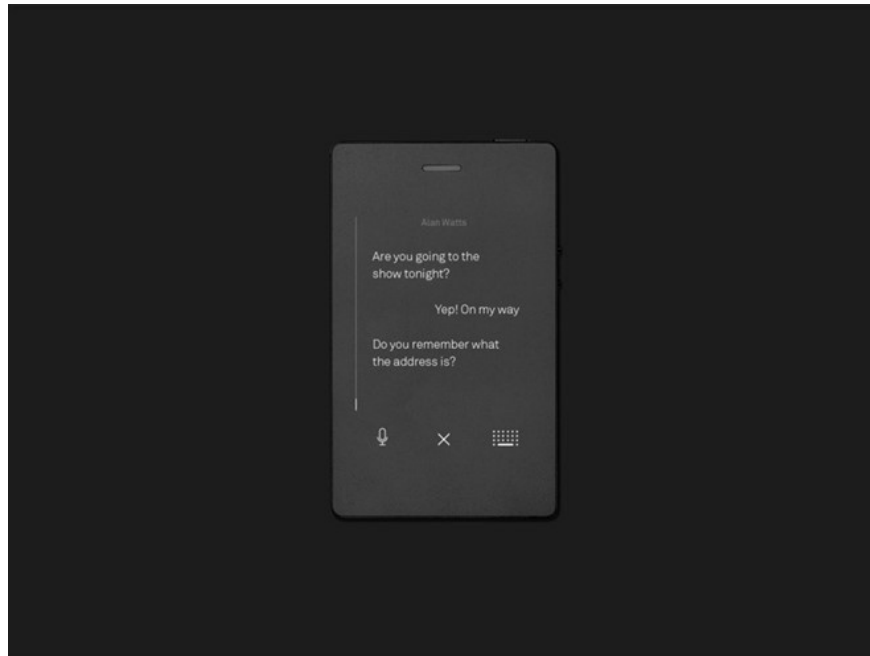 Alan Watts
Are you going to the
show tonight?
Yep! On my way
Do you remember what
the address is?